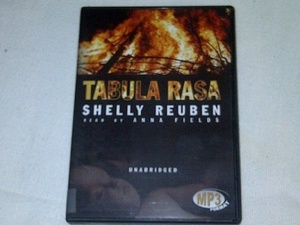 TABULA RASA
SHELLY REUBEN
READ BY ANNA FIELDS
UNABRIDGED
MP3